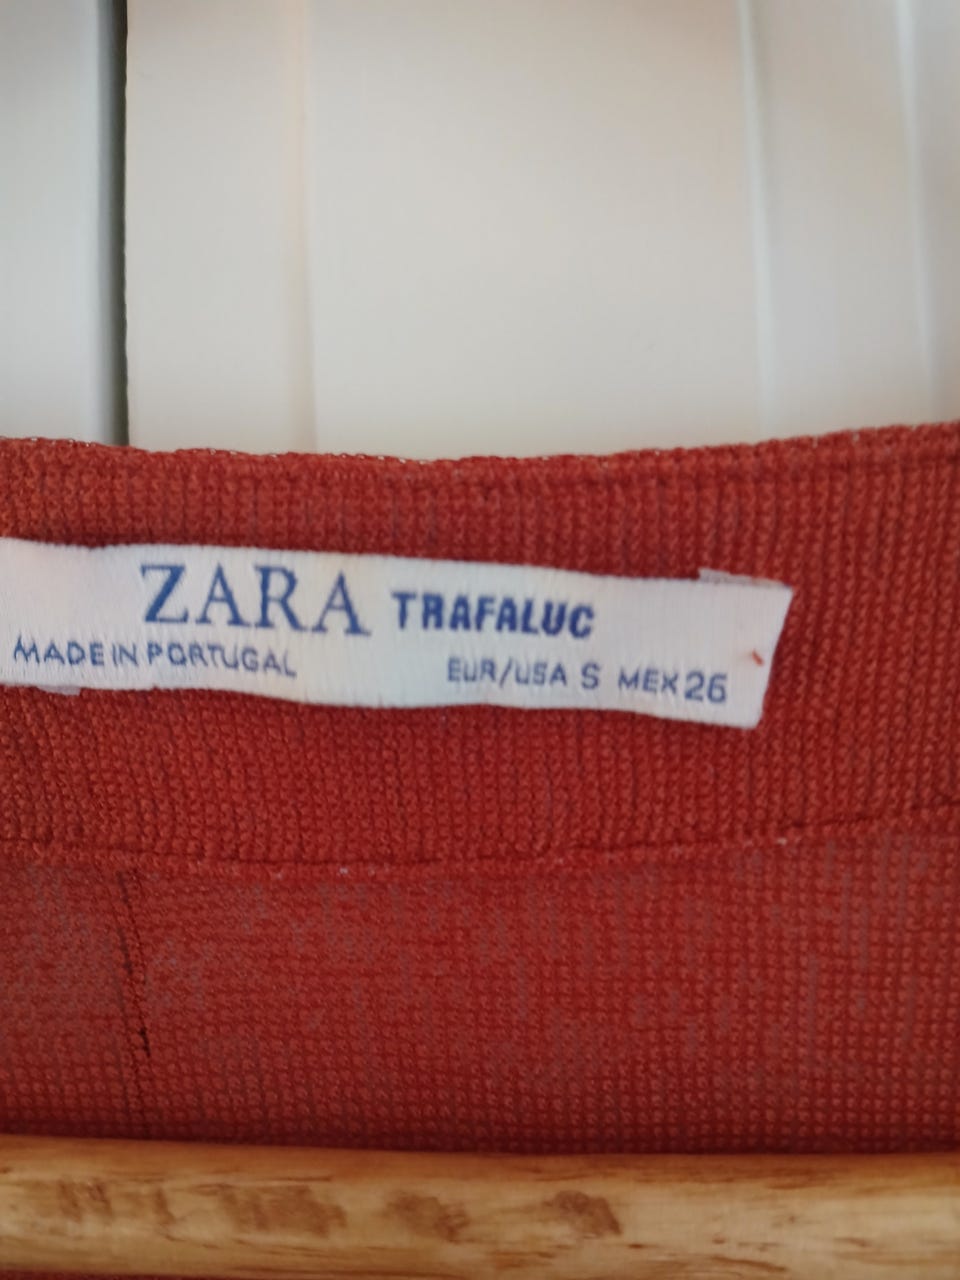 ZARA TRAFALUC
MADE IN PORTUGAL EUR/USA S MEX 26